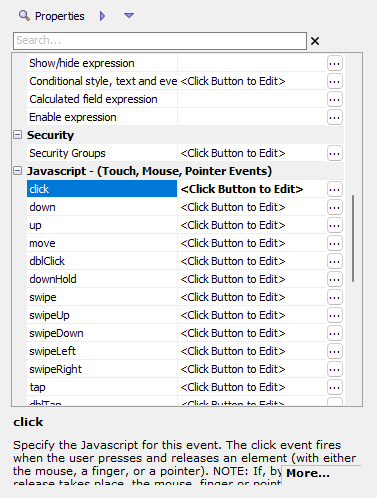 Properties
Search...
Show/hide expression
Conditional style, text and eve <Click Button to Edit> ...
Calculated field expression ...
Enable expression ...
Security
Security Groups <Click Button to Edit> ...
Javascript - (Touch, Mouse, Pointer Events)
click <Click Button to Edit> ...
down <Click Button to Edit> ...
up <Click Button to Edit> ...
move <Click Button to Edit> ...
dblClick <Click Button to Edit> ...
downHold <Click Button to Edit> ...
swipe <Click Button to Edit> ...
swipeUp <Click Button to Edit> ...
swipeDown <Click Button to Edit> ...
swipeLeft <Click Button to Edit> ...
swipeRight <Click Button to Edit> ...
tap <Click Button to Edit> ...
dblTap <Click Button to Edit> ...
click
Specify the Javascript for this event. The click event fires
when the user presses and releases an element (with either
the mouse, a finger, or a pointer). NOTE: If, by
More...
release takes place, the mouse, finger or point